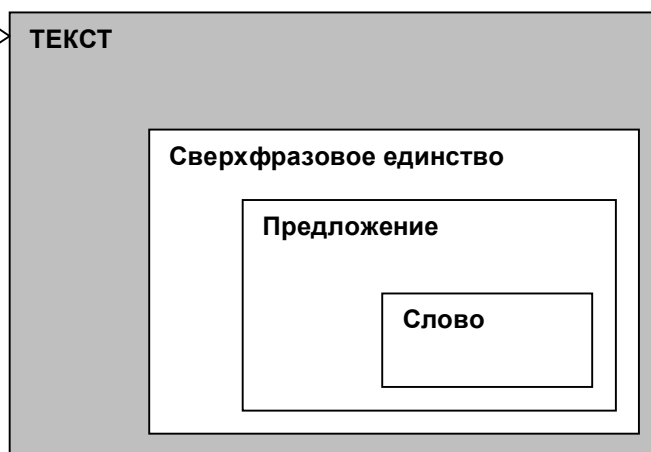 ТЕКСТ
Сверхфразовое единство
Предложение
Слово